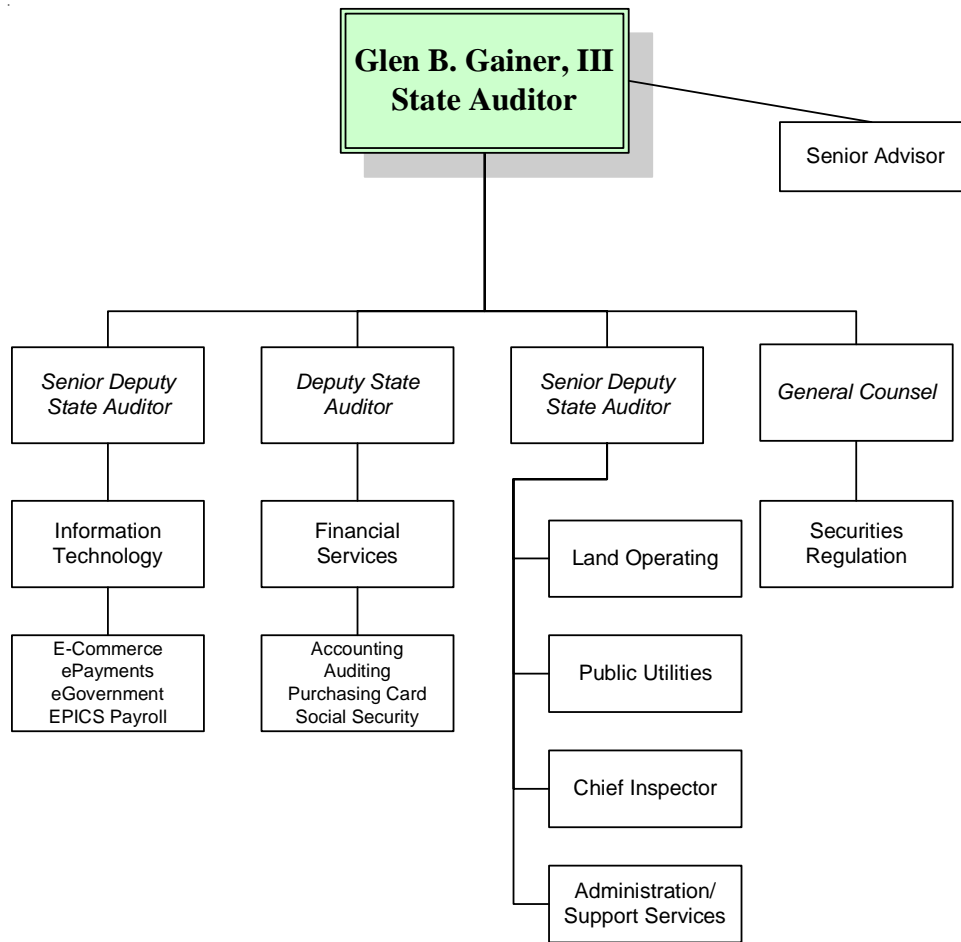 Glen B. Gainer, III
State Auditor
Senior Advisor
Senior Deputy
State Auditor
Deputy State
Auditor
Senior Deputy
State Auditor
General Counsel
Information
Technology
Financial
Services
Land Operating
Securities
Regulation
E-Commerce
ePayments
eGovernment
EPICS Payroll
Accounting
Auditing
Purchasing Card
Social Security
Public Utilities
Chief Inspector
Administration/
Support Services